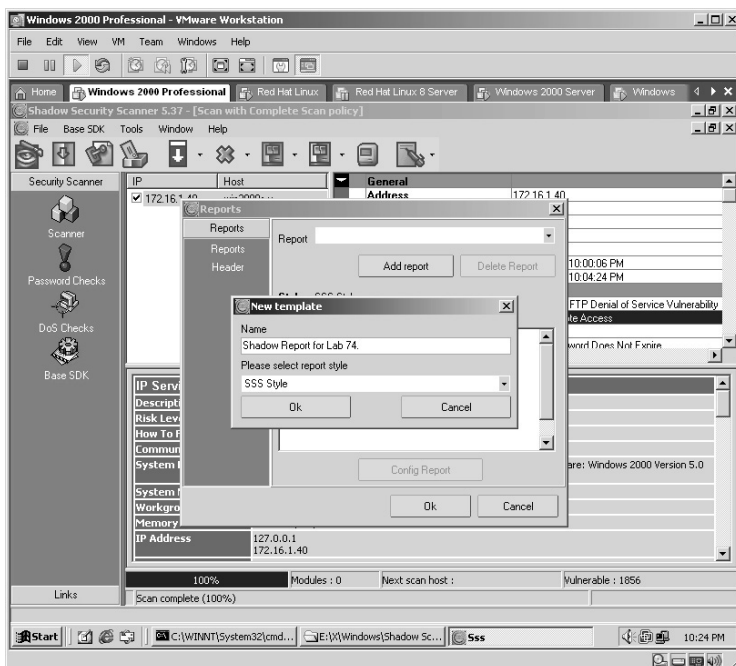 Windows 2000 Professional - VMware Workstation
File Edit View VM Team Windows Help
Home Windows 2000 Professional Red Hat Linux Red Hat Linux 8 Server Windows 2000 Server Windows
Shadow Security Scanner 5.37 - [Scan with Complete Scan policy]
File Base SDK Tools Window Help
Security Scanner
Scanner
Password Checks
DoS Checks
Base SDK
Links
IP Host
172.16.1.40
General
Address 172.16.1.40
10:00:06 PM
10:04:24 PM
FTP Denial of Service Vulnerability
Access
Does Not Expire
Reports
Reports
Reports
Header
Report
Add report Delete Report
New template
Name
Shadow Report for Lab 74.
Please select report style
SSS Style
Ok Cancel
Config Report
Ok Cancel
IP Servi
Descripti
Risk Lev
How To F
Commun
System
are: Windows 2000 Version 5.0
System
Workgro
Memory
IP Address 127.0.0.1
172.16.1.40
100% Modules : 0 Next scan host : Vulnerable : 1856
Scan complete (100%)
Start C:\WINNT\System32\cmd... E:\X\Windows\Shadow Sc... Sss 10:24 PM